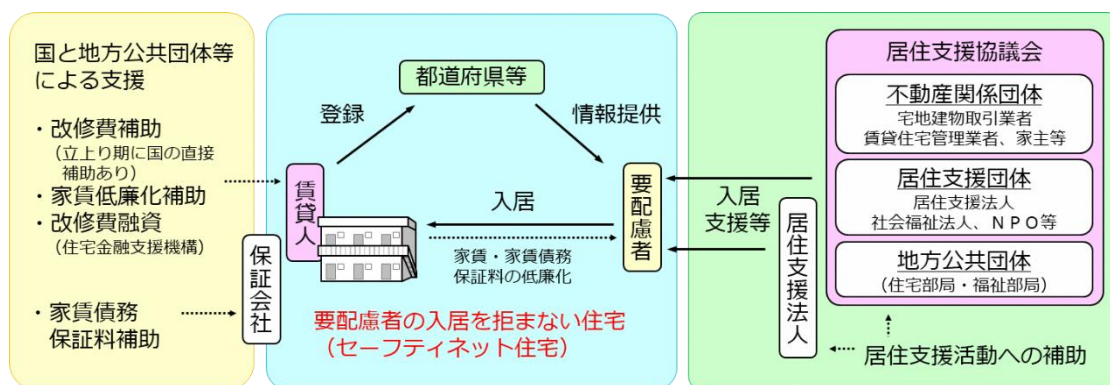 国と地方公共団体等
による支援
・改修費補助
（立上り期に国の直接
補助あり）
・家賃低廉化補助
・改修費融資
（住宅金融支援機構）
・家賃債務
保証料補助
保証会社
都道府県等
登録
情報提供
賃貸人
要配慮者
入居
家賃・家賃債務
保証料の低廉化
要配慮者の入居を拒まない住宅
（セーフティネット住宅）
入居
支援等
居住支援法人
居住支援協議会
不動産関係団体
宅地建物取引業者
賃貸住宅管理業者、家主等
居住支援団体
居住支援法人
社会福祉法人、ＮＰＯ等
地方公共団体
（住宅部局・福祉部局）
居住支援活動への補助